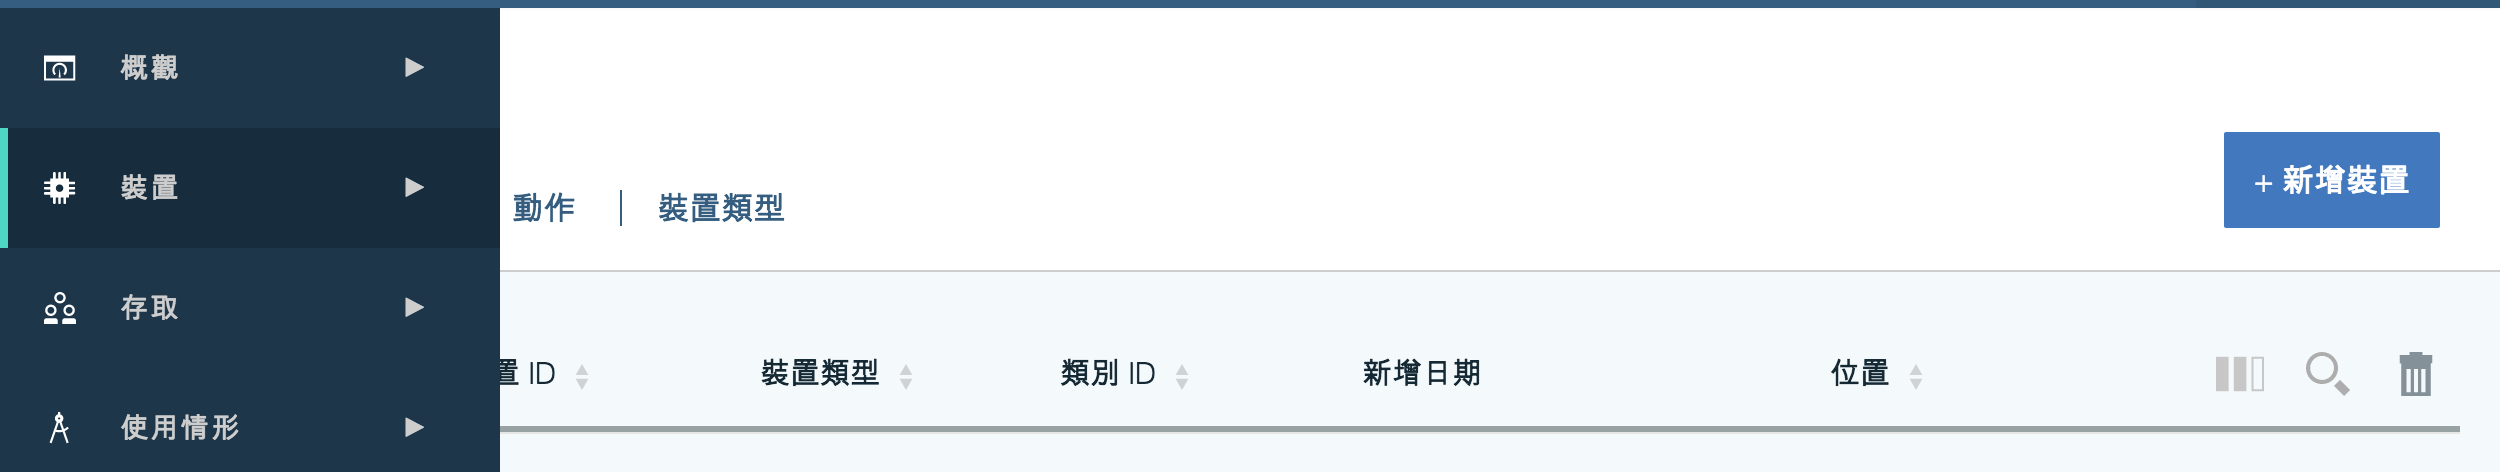 概觀
裝置
動作
裝置類型
+ 新增裝置
存取
置 ID
裝置類型
類別 ID
新增日期
位置
使用情形